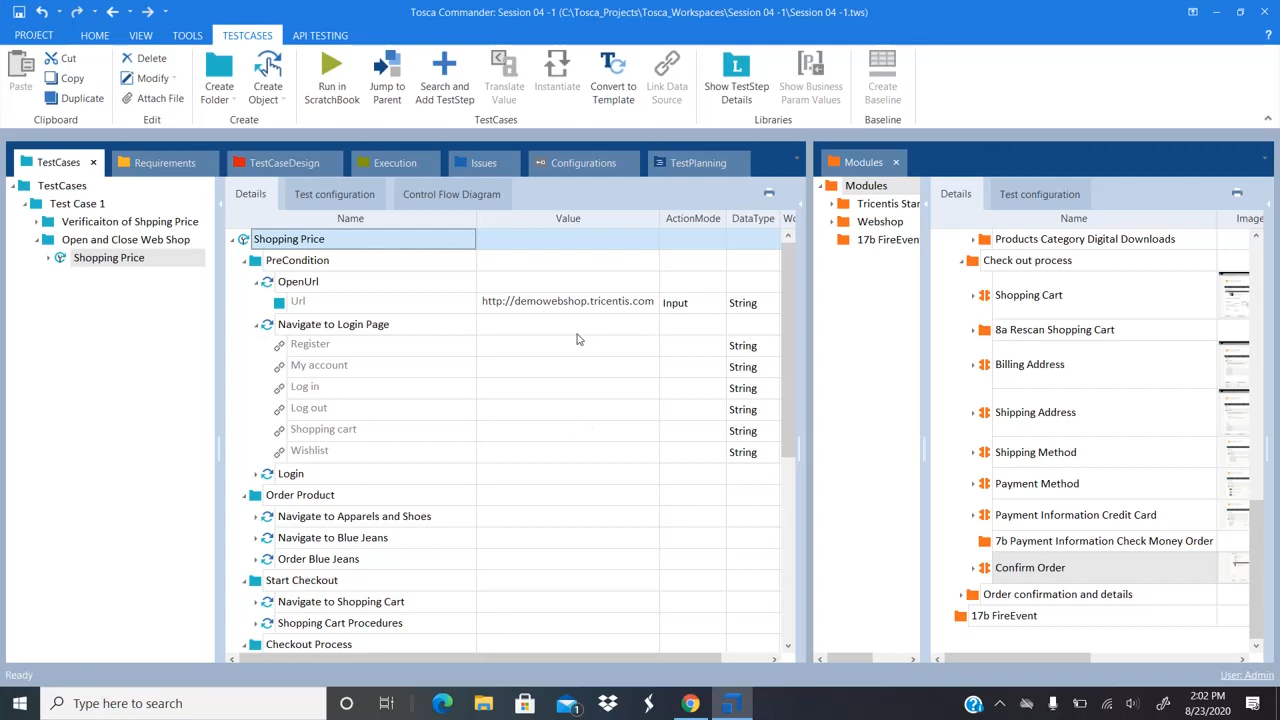 Tosca Commander: Session 04 -1 (C:\Tosca_Projects\Tosca_Workspaces\Session 04 -1\Session 04 -1.tws)
PROJECT HOME VIEW TOOLS TESTCASES API TESTING
Paste
Cut
Copy
Duplicate
Clipboard
Delete
Modify
Attach File
Edit
Create Folder
Create Object
Create
Run in ScratchBook
Jump to Parent
Search and Add TestStep
Translate Value
Instantiate
Convert to Template
Link Data Source
TestCases
Show TestStep Details
Show Business Param Values
Libraries
Create Baseline
Baseline
TestCases
Requirements
TestCaseDesign
Execution
Issues
Configurations
TestPlanning
Modules
TestCases
Test Case 1
Verificaiton of Shpping Price
Open and Close Web Shop
Shopping Price
Details Test configuration Control Flow Diagram
Name Value ActionMode DataType Wo
Shopping Price
PreCondition
OpenUrl
Url http://demowebshop.tricentis.com Input String
Navigate to Login Page
Register String
My account String
Log in String
Log out String
Shopping cart String
Wishlist String
Login
Order Product
Navigate to Apparels and Shoes
Navigate to Blue Jeans
Order Blue Jeans
Start Checkout
Navigate to Shopping Cart
Shopping Cart Procedures
Checkout Process
Modules
Tricentis Star
Webshop
17b FireEvent
Details Test configuration
Name Image
Products Category Digital Downloads
Check out process
Shopping Cart
8a Rescan Shopping Cart
Billing Address
Shipping Address
Shipping Method
Payment Method
Payment Information Credit Card
7b Payment Information Check Money Order
Confirm Order
Order confirmation and details
17b FireEvent
Ready
User: Admin
Type here to search
1
2:02 PM
8/23/2020